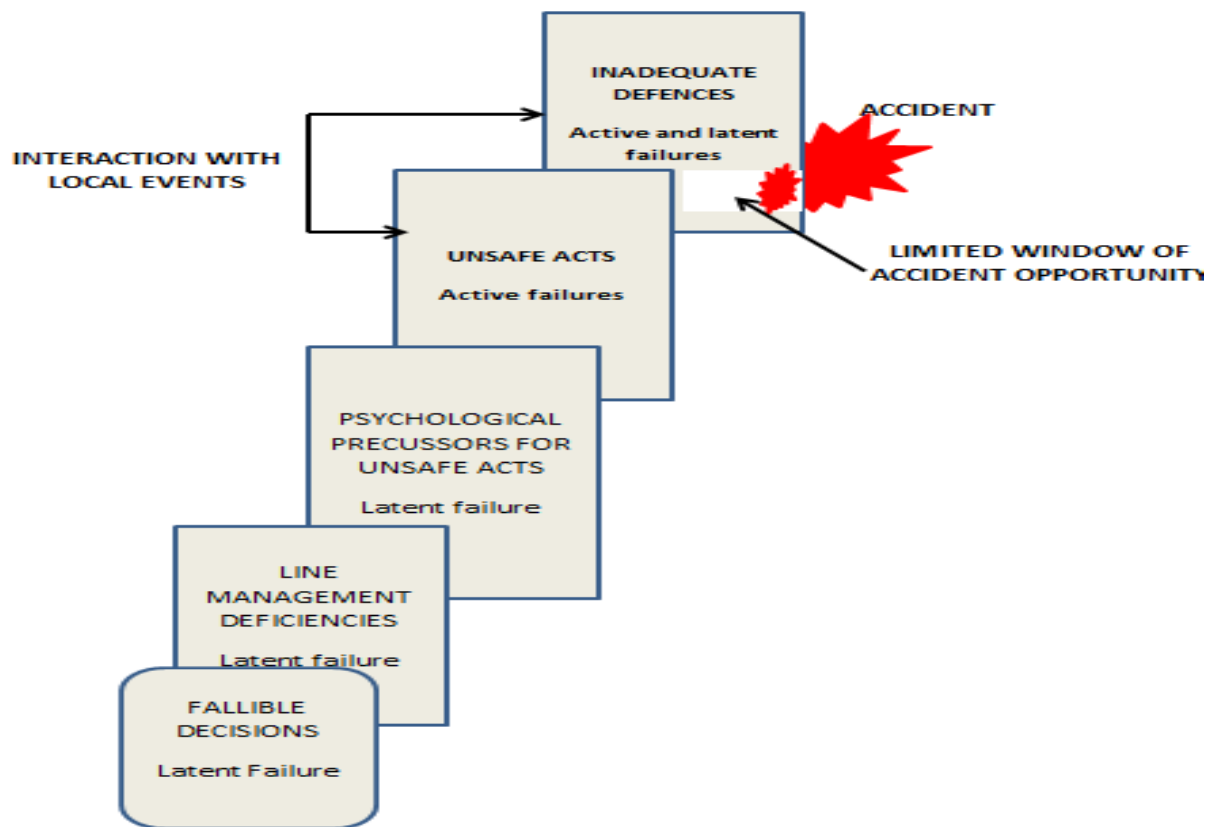 INADEQUATE
DEFENCES
Active and latent
failures
ACCIDENT
INTERACTION WITH
LOCAL EVENTS
LIMITED WINDOW OF
ACCIDENT OPPORTUNITY
UNSAFE ACTS
Active failures
PSYCHOLOGICAL
PRECUSSORS FOR
UNSAFE ACTS
Latent failure
LINE
MANAGEMENT
DEFICIENCIES
Latent failure
FALLIBLE
DECISIONS
Latent Failure